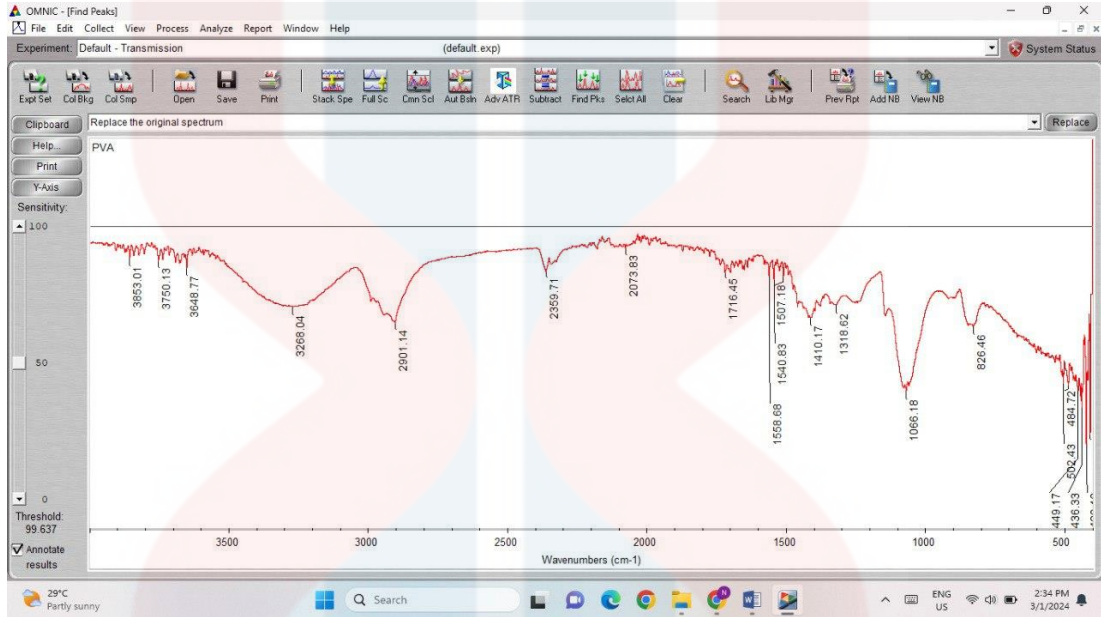 OMNIC - [Find Peaks]
File Edit Collect View Process Analyze Report Window Help
Experiment: Default - Transmission (default.exp) System Status
Expt Set Col Bkg Col Smp Open Save Print Stack Spe Full Sc Cmn Scl Aut Bsln Adv ATR Subtract Find Pks Selct All Clear Search Lib Mgr Prev Rpt Add NB View NB
Clipboard Replace the original spectrum Replace
Help...
Print
Y-Axis
Sensitivity:
100
50
0
Threshold:
99.637
Annotate
results
PVA
3853.01
3750.13
3648.77
3268.04
2901.14
2359.71
2073.83
1716.45
1558.68
1540.83
1507.18
1410.17
1318.62
1066.18
826.46
449.17
502.43
484.72
436.33
3500 3000 2500 2000 1500 1000 500
Wavenumbers (cm-1)
29°C
Partly sunny
Search
ENG
US
2:34 PM
3/1/2024